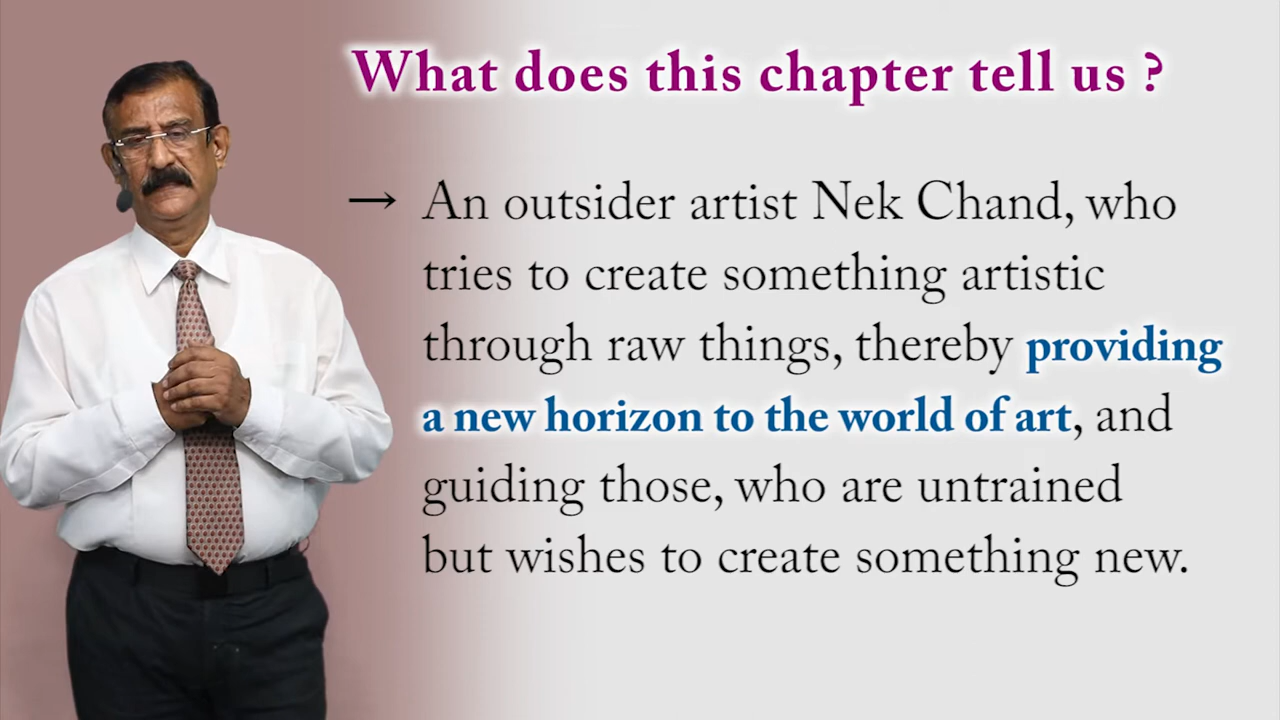 What does this chapter tell us ?
→ An outsider artist Nek Chand, who
tries to create something artistic
through raw things, thereby providing
a new horizon to the world of art, and
guiding those, who are untrained
but wishes to create something new.